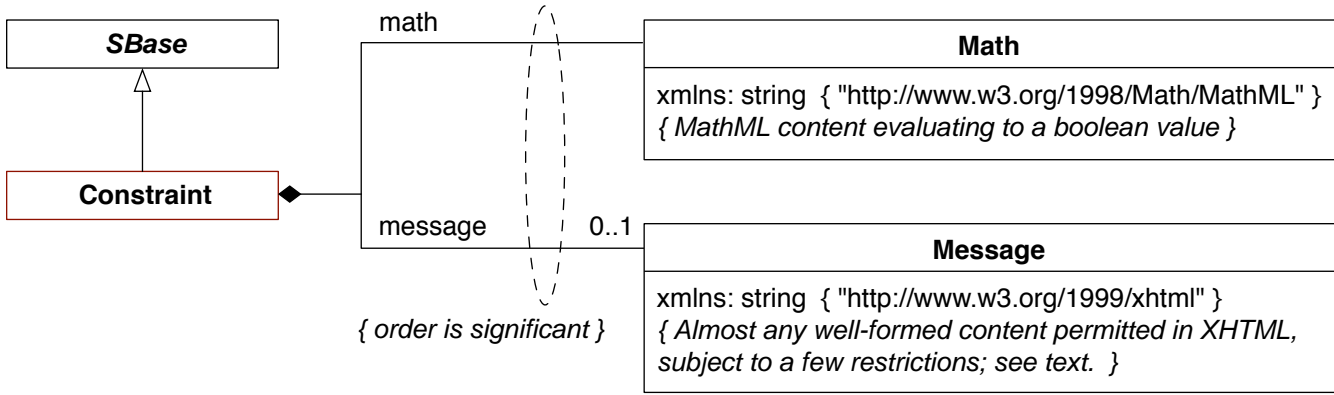 SBase
Constraint
math
message 0..1
{ order is significant }
Math
xmlns: string { "http://www.w3.org/1998/Math/MathML" }
{ MathML content evaluating to a boolean value }
Message
xmlns: string { "http://www.w3.org/1999/xhtml" }
{ Almost any well-formed content permitted in XHTML,
subject to a few restrictions; see text. }